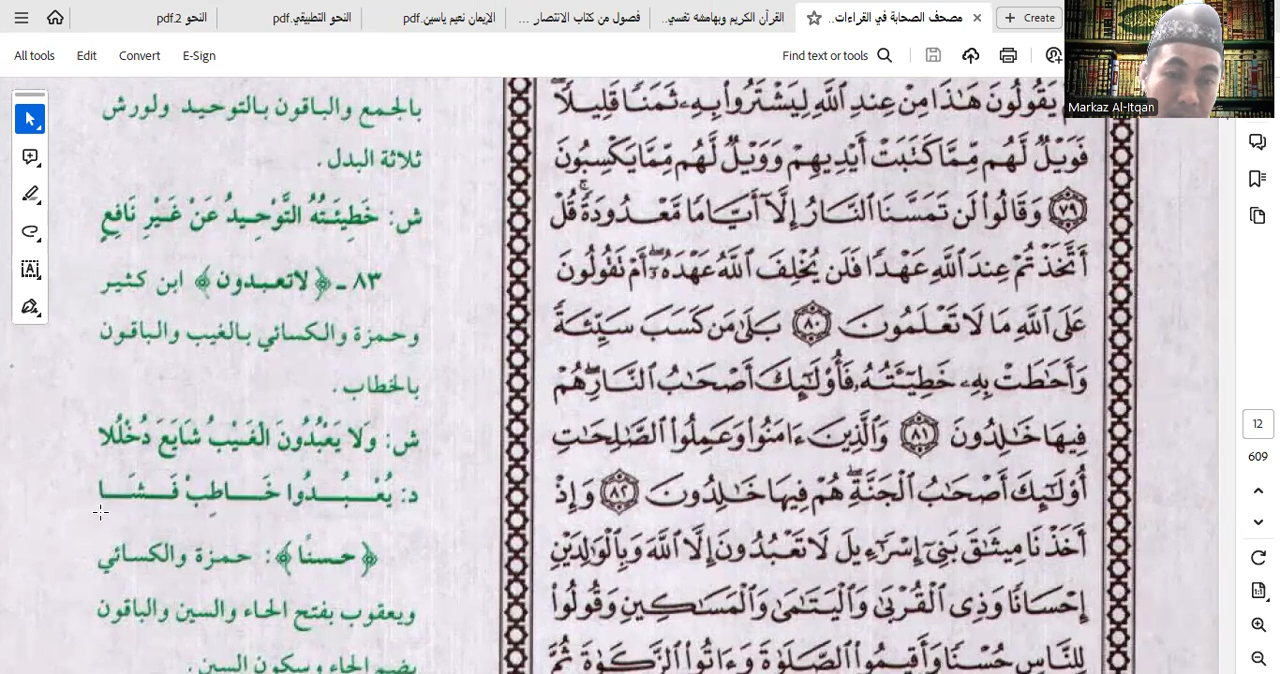 النحو 2.pdf
النحو التطبيقي.pdf
الإيمان نعيم ياسين.pdf
فصول من كتاب الانتصار ...
القرآن الكريم وبهامشه تفسي..
مصحف الصحابة في القراءات..
Create
All tools Edit Convert E-Sign
Find text or tools
Markaz Al-Itqan
يَقُولُونَ هَـٰذَا مِنْ عِندِ ٱللَّهِ لِيَشْتَرُوا۟ بِهِۦ ثَمَنًا قَلِيلًا
فَوَيْلٌ لَّهُم مِّمَّا كَتَبَتْ أَيْدِيهِمْ وَوَيْلٌ لَّهُم مِّمَّا يَكْسِبُونَ
٧٩ وَقَالُوا۟ لَن تَمَسَّنَا ٱلنَّارُ إِلَّآ أَيَّامًا مَّعْدُودَةً ۚ قُلْ
أَتَّخَذْتُمْ عِندَ ٱللَّهِ عَهْدًا فَلَن يُخْلِفَ ٱللَّهُ عَهْدَهُۥٓ ۖ أَمْ تَقُولُونَ
عَلَى ٱللَّهِ مَا لَا تَعْلَمُونَ ٨٠ بَلَىٰ مَن كَسَبَ سَيِّئَةً
وَأَحَـٰطَتْ بِهِۦ خَطِيٓـَٔتُهُۥ فَأُو۟لَـٰٓئِكَ أَصْحَـٰبُ ٱلنَّارِ ۖ هُمْ
فِيهَا خَـٰلِدُونَ ٨١ وَٱلَّذِينَ ءَامَنُوا۟ وَعَمِلُوا۟ ٱلصَّـٰلِحَـٰتِ
أُو۟لَـٰٓئِكَ أَصْحَـٰبُ ٱلْجَنَّةِ ۖ هُمْ فِيهَا خَـٰلِدُونَ ٨٢ وَإِذْ
أَخَذْنَا مِيثَـٰقَ بَنِىٓ إِسْرَٰٓءِيلَ لَا تَعْبُدُونَ إِلَّا ٱللَّهَ وَبِٱلْوَٰلِدَيْنِ
إِحْسَانًا وَذِى ٱلْقُرْبَىٰ وَٱلْيَتَـٰمَىٰ وَٱلْمَسَـٰكِينِ وَقُولُوا۟
لِلنَّاسِ حُسْنًا وَأَقِيمُوا۟ ٱلصَّلَوٰةَ وَءَاتُوا۟ ٱلزَّكَوٰةَ ثُمَّ
بالجمع والباقون بالتوحيد ولورش
ثلاثة البدل .
ش: خَطِيئَتُهُ التَّوْحِيدُ عَنْ غَيْرِ نَافِعٍ
٨٣ ـ ﴿لا تعبدون﴾ ابن كثير
وحمزة والكسائي بالغيب والباقون
بالخطاب.
ش: وَلَا يَعْبُدُونَ الْغَيْبُ شَايَعَ دُخْلُلَا
د: يُعْبُدُوا خَاطِبْ فَشَا
﴿حسنًا﴾: حمزة والكسائي
ويعقوب بفتح الحاء والسين والباقون
بضم الحاء وسكون السين.
12
609